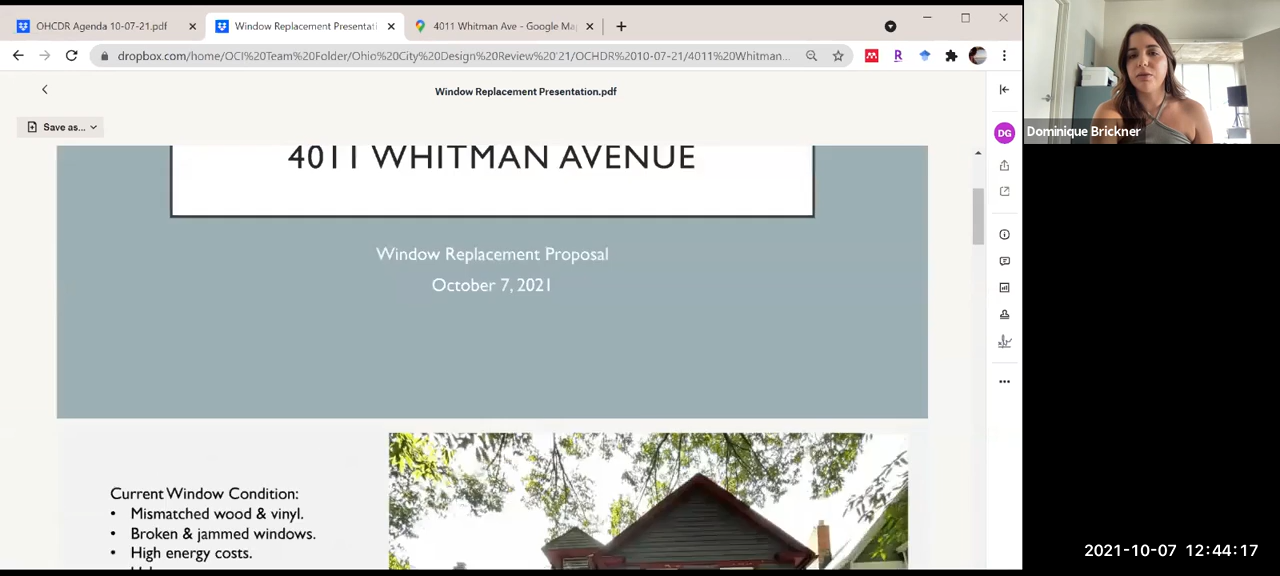 OHCDR Agenda 10-07-21.pdf
Window Replacement Presentati
4011 Whitman Ave - Google Ma
dropbox.com/home/OCI%20Team%20Folder/Ohio%20City%20Design%20Review%20'21/OCHDR%2010-07-21/4011%20Whitman...
Window Replacement Presentation.pdf
Save as...
DG
Dominique Brickner
4011 WHITMAN AVENUE
Window Replacement Proposal
October 7, 2021
Current Window Condition:
• Mismatched wood & vinyl.
• Broken & jammed windows.
• High energy costs.
2021-10-07 12:44:17